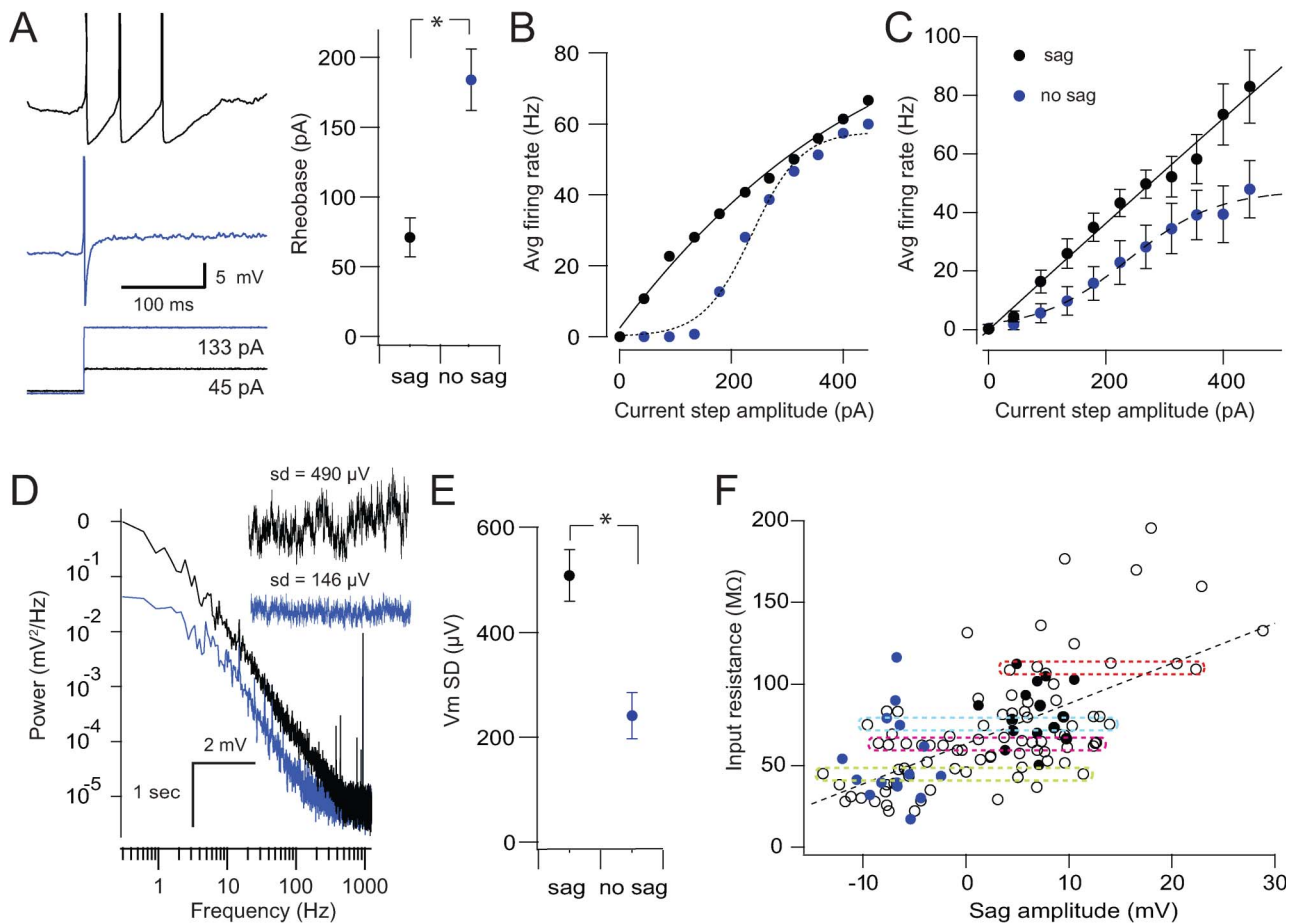 A
5 mV
100 ms
133 pA
45 pA
Rheobase (pA)
200
150
100
50
0
*
sag
no sag
B
Avg firing rate (Hz)
80
60
40
20
0
0
200
400
Current step amplitude (pA)
C
Avg firing rate (Hz)
100
80
60
40
20
0
sag
no sag
0
200
400
Current step amplitude (pA)
D
sd = 490 µV
sd = 146 µV
Power (mV²/Hz)
0
10⁻¹
10⁻²
10⁻³
10⁻⁴
10⁻⁵
2 mV
1 sec
1
10
100
1000
Frequency (Hz)
E
Vm SD (µV)
600
400
200
0
*
sag
no sag
F
Input resistance (MΩ)
200
150
100
50
0
-10
0
10
20
30
Sag amplitude (mV)